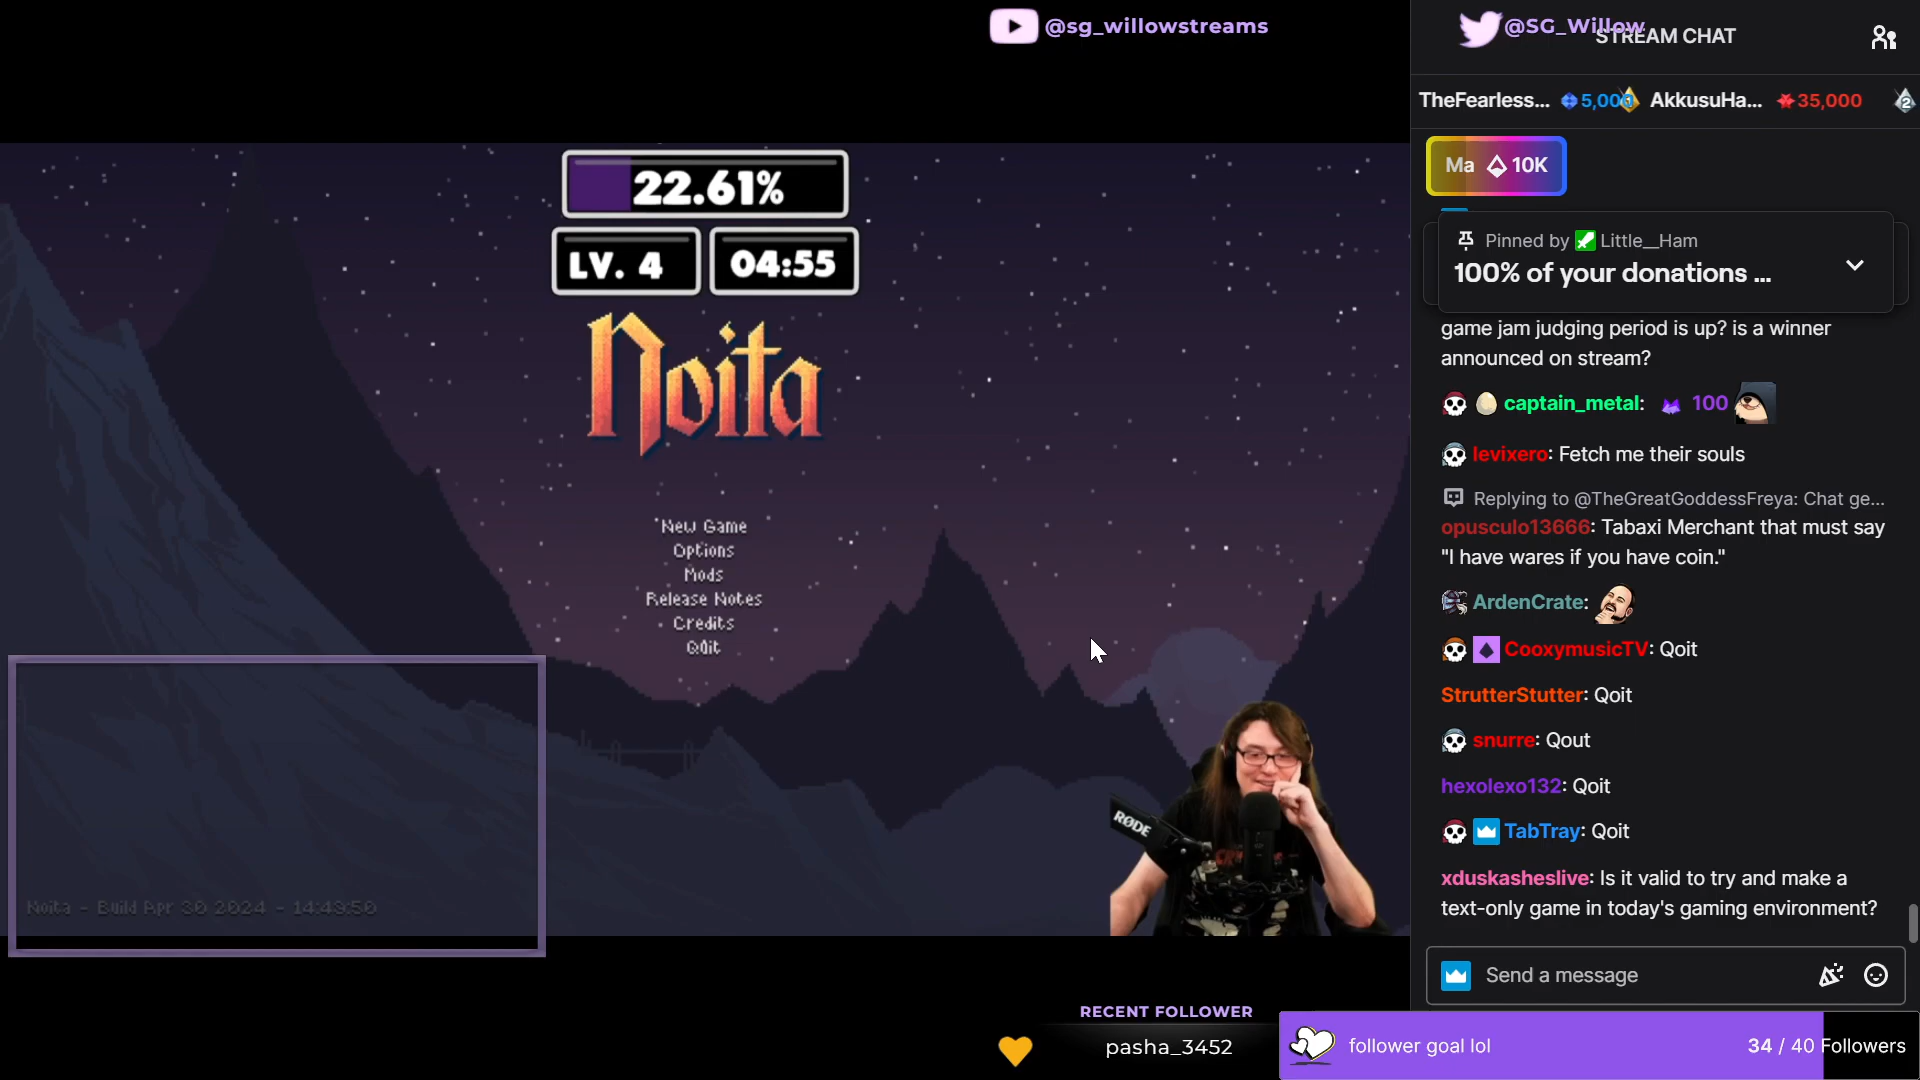 @sg_willowstreams
@SG_Willow
STREAM CHAT
TheFearless... 5,000 1 AkkusuHa... 35,000 2
Ma 10K
Pinned by Little__Ham
100% of your donations ...
game jam judging period is up? is a winner
announced on stream?
captain_metal: 100
levixero: Fetch me their souls
Replying to @TheGreatGoddessFreya: Chat ge...
opusculo13666: Tabaxi Merchant that must say
"I have wares if you have coin."
ArdenCrate:
CooxymusicTV: Qoit
StrutterStutter: Qoit
snurre: Qout
hexolexo132: Qoit
TabTray: Qoit
xduskasheslive: Is it valid to try and make a
text-only game in today's gaming environment?
Send a message
22.61%
LV. 4
04:55
Noita
New Game
Options
Mods
Release Notes
Credits
Quit
RØDE
Noita - Build Apr 30 2024 - 14:43:50
RECENT FOLLOWER
pasha_3452
follower goal lol
34 / 40 Followers